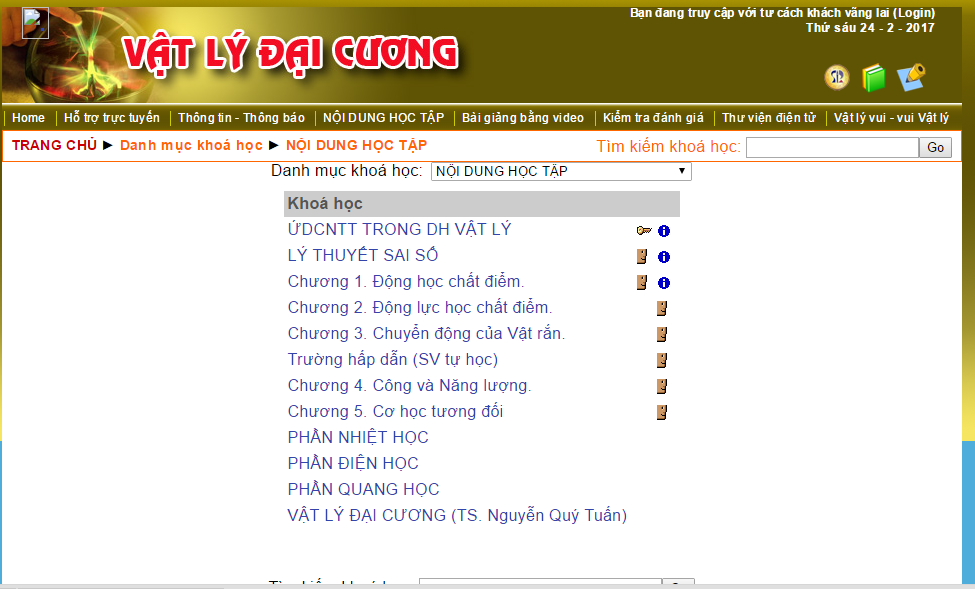 Bạn đang truy cập với tư cách khách vãng lai (Login)
Thứ sáu 24 - 2 - 2017
VẬT LÝ ĐẠI CƯƠNG
Home Hỗ trợ trực tuyến Thông tin - Thông báo NỘI DUNG HỌC TẬP Bài giảng bằng video Kiểm tra đánh giá Thư viện điện tử Vật lý vui - vui Vật lý
TRANG CHỦ ► Danh mục khoá học ► NỘI DUNG HỌC TẬP Tìm kiếm khoá học: Go
Danh mục khoá học: NỘI DUNG HỌC TẬP
Khoá học
ỨDCNTT TRONG DH VẬT LÝ
LÝ THUYẾT SAI SỐ
Chương 1. Động học chất điểm.
Chương 2. Động lực học chất điểm.
Chương 3. Chuyển động của Vật rắn.
Trường hấp dẫn (SV tự học)
Chương 4. Công và Năng lượng.
Chương 5. Cơ học tương đối
PHẦN NHIỆT HỌC
PHẦN ĐIỆN HỌC
PHẦN QUANG HỌC
VẬT LÝ ĐẠI CƯƠNG (TS. Nguyễn Quý Tuấn)